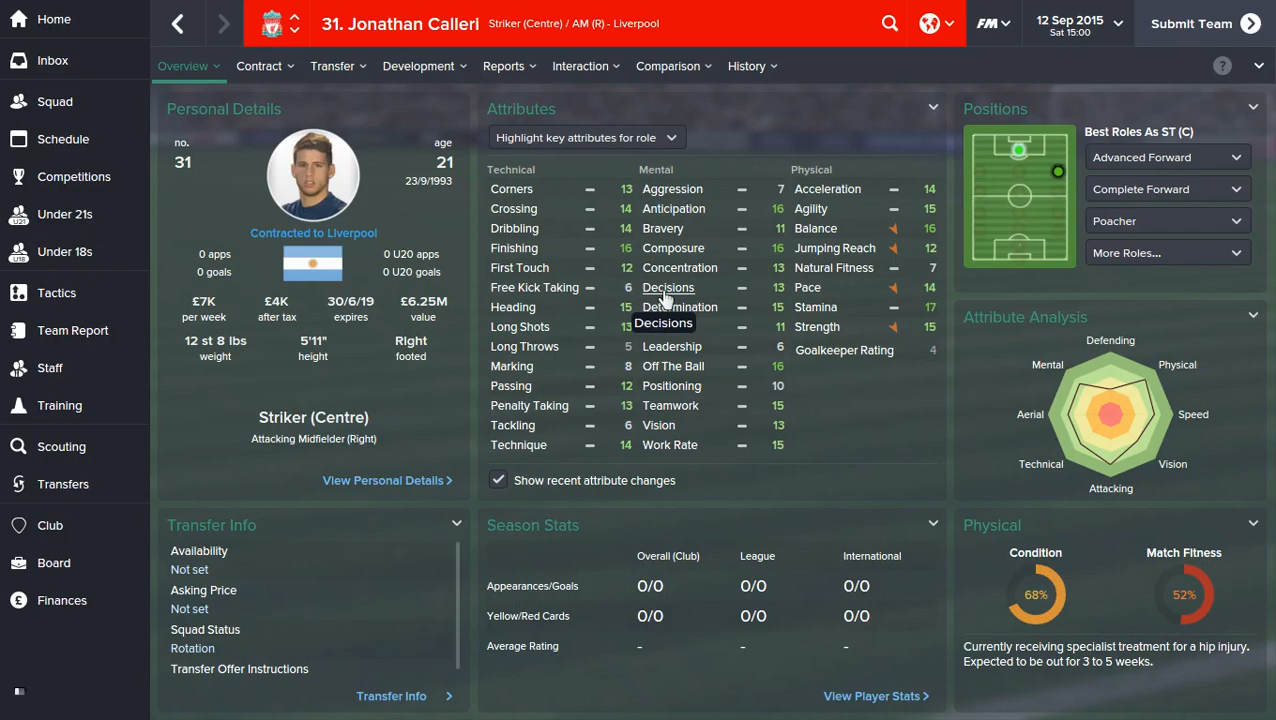 Home
Inbox
Squad
Schedule
Competitions
Under 21s
Under 18s
Tactics
Team Report
Staff
Training
Scouting
Transfers
Club
Board
Finances
31. Jonathan Calleri
Striker (Centre) / AM (R) - Liverpool
FM
12 Sep 2015
Sat 15:00
Submit Team
Overview
Contract
Transfer
Development
Reports
Interaction
Comparison
History
?
Personal Details
no.
31
age
21
23/9/1993
Contracted to Liverpool
0 apps
0 goals
0 U20 apps
0 U20 goals
£7K per week
£4K after tax
30/6/19 expires
£6.25M value
12 st 8 lbs weight
5'11" height
Right footed
Striker (Centre)
Attacking Midfielder (Right)
View Personal Details >
Attributes
Highlight key attributes for role
Technical
Corners – 13
Crossing – 14
Dribbling – 14
Finishing – 16
First Touch – 12
Free Kick Taking – 6
Heading – 15
Long Shots – 13
Long Throws – 5
Marking – 8
Passing – 12
Penalty Taking – 13
Tackling – 6
Technique – 14
Mental
Aggression – 7
Anticipation – 16
Bravery – 11
Composure – 16
Concentration – 13
Decisions – 13
Determination – 15
Decisions
11
Leadership – 6
Off The Ball – 16
Positioning – 10
Teamwork – 15
Vision – 13
Work Rate – 15
Physical
Acceleration – 14
Agility – 15
Balance 16
Jumping Reach 12
Natural Fitness – 7
Pace 14
Stamina – 17
Strength 15
Goalkeeper Rating 4
Show recent attribute changes
Positions
Best Roles As ST (C)
Advanced Forward
Complete Forward
Poacher
More Roles...
Attribute Analysis
Defending
Mental
Physical
Aerial
Speed
Technical
Vision
Attacking
Transfer Info
Availability
Not set
Asking Price
Not set
Squad Status
Rotation
Transfer Offer Instructions
Transfer Info >
Season Stats
Overall (Club) League International
Appearances/Goals 0/0 0/0 0/0
Yellow/Red Cards 0/0 0/0 0/0
Average Rating - - -
View Player Stats >
Physical
Condition
68%
Match Fitness
52%
Currently receiving specialist treatment for a hip injury.
Expected to be out for 3 to 5 weeks.